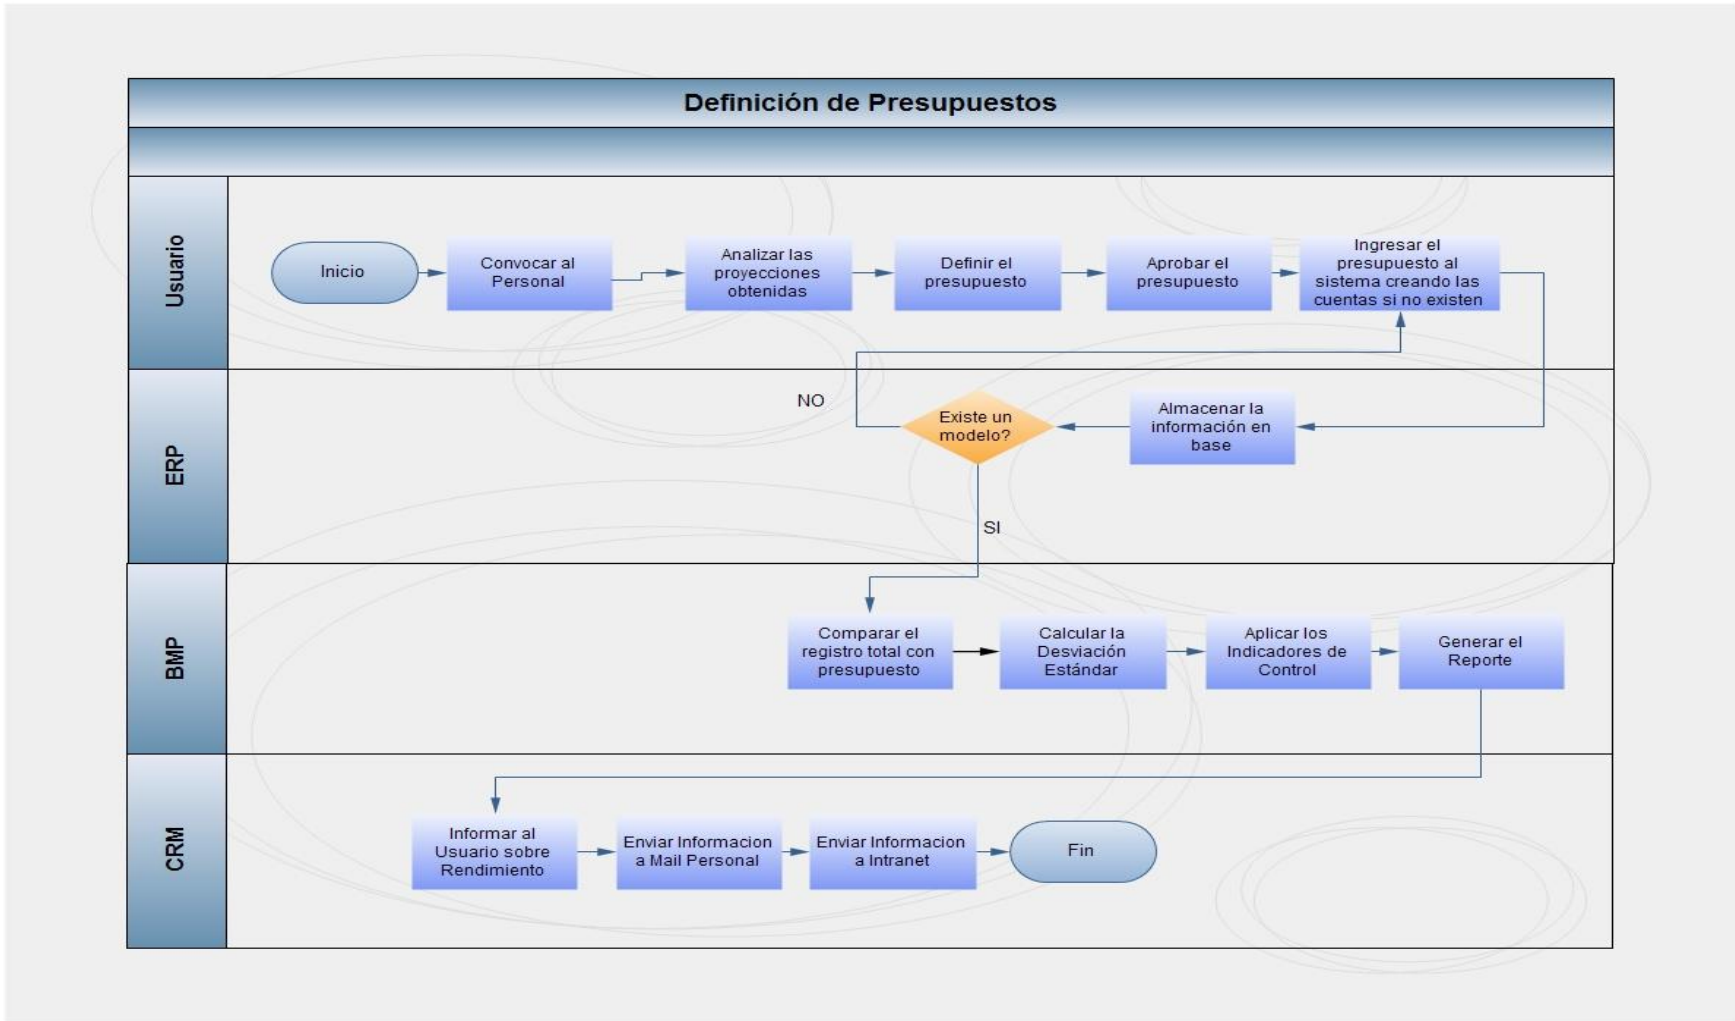 Definición de Presupuestos
Usuario
Inicio
Convocar al
Personal
Analizar las
proyecciones
obtenidas
Definir el
presupuesto
Aprobar el
presupuesto
Ingresar el
presupuesto al
sistema creando las
cuentas si no existen
ERP
NO
Existe un
modelo?
Almacenar la
información en
base
SI
BMP
Comparar el
registro total con
presupuesto
Calcular la
Desviación
Estándar
Aplicar los
Indicadores de
Control
Generar el
Reporte
CRM
Informar al
Usuario sobre
Rendimiento
Enviar Informacion
a Mail Personal
Enviar Informacion
a Intranet
Fin